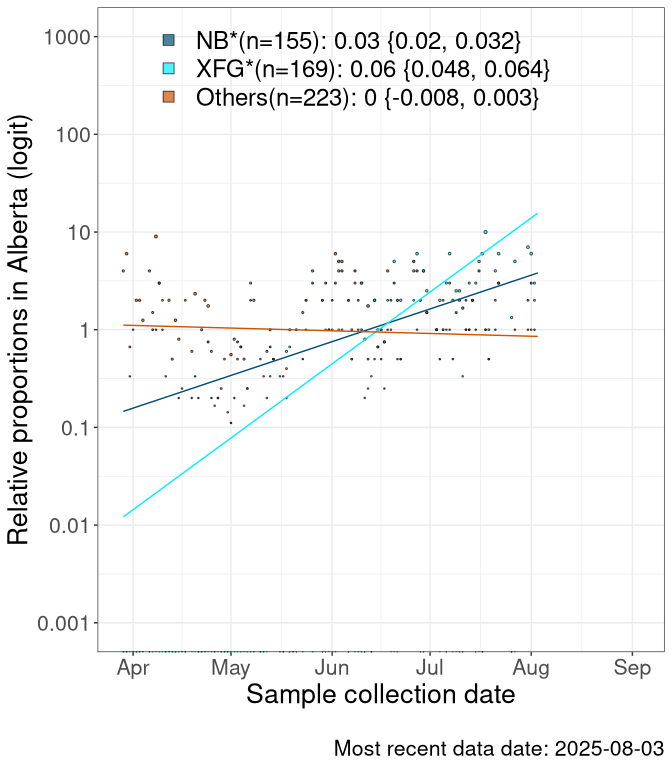 NB*(n=155): 0.03 {0.02, 0.032}
XFG*(n=169): 0.06 {0.048, 0.064}
Others(n=223): 0 {-0.008, 0.003}
Relative proportions in Alberta (logit)
1000
100
10
1
0.1
0.01
0.001
Apr May Jun Jul Aug Sep
Sample collection date
Most recent data date: 2025-08-03